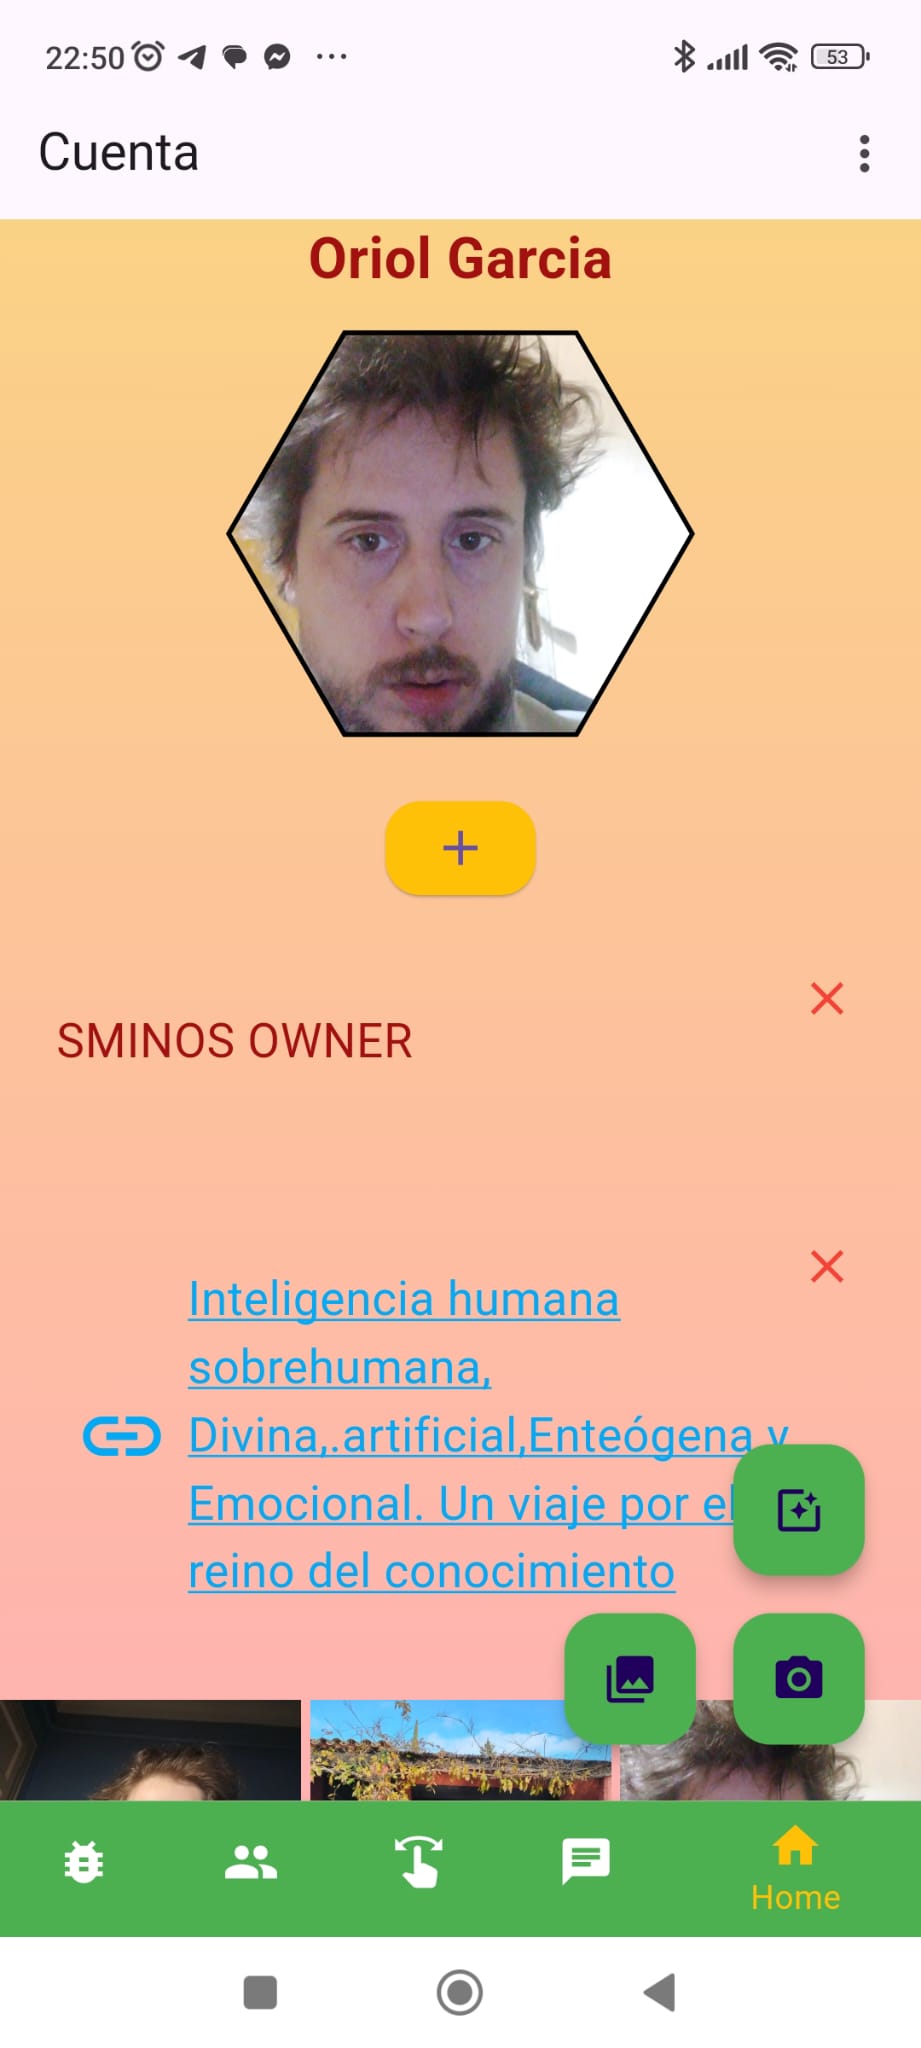 22:50
53
Cuenta
Oriol Garcia
SMINOS OWNER
Inteligencia humana
sobrehumana,
Divina,.artificial,Enteógena y
Emocional. Un viaje por el
reino del conocimiento
Home